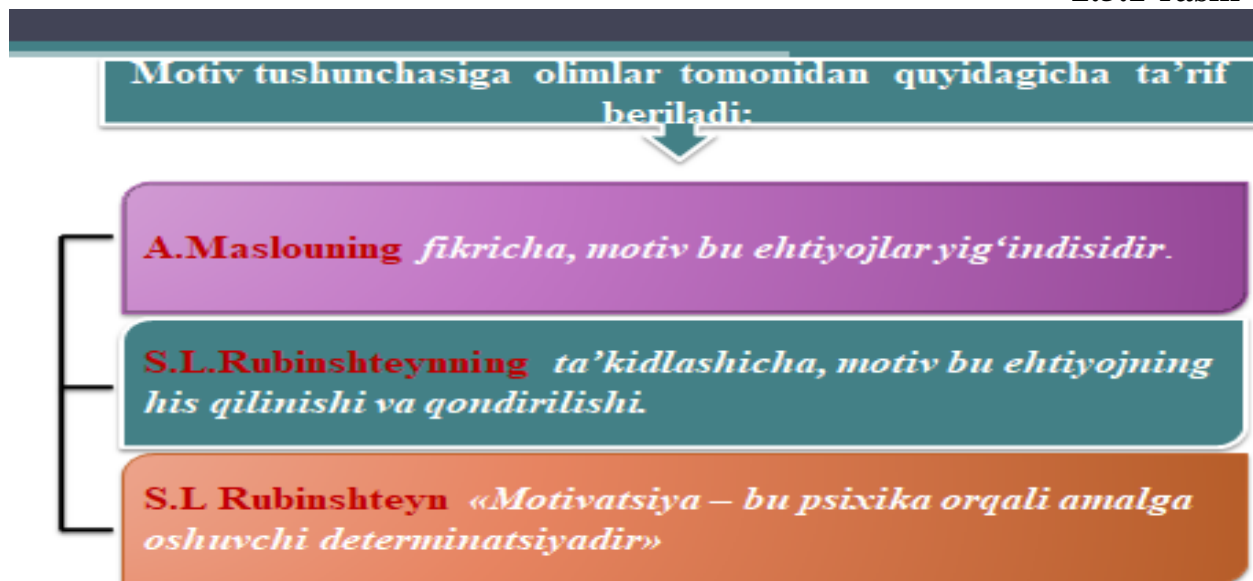 Motiv tushunchasiga olimlar tomonidan quyidagicha ta’rif
beriladi:
A.Maslouning fikricha, motiv bu ehtiyojlar yig‘indisidir.
S.L.Rubinshteynning ta’kidlashicha, motiv bu ehtiyojning
his qilinishi va qondirilishi.
S.L Rubinshteyn «Motivatsiya – bu psixika orqali amalga
oshuvchi determinatsiyadir»